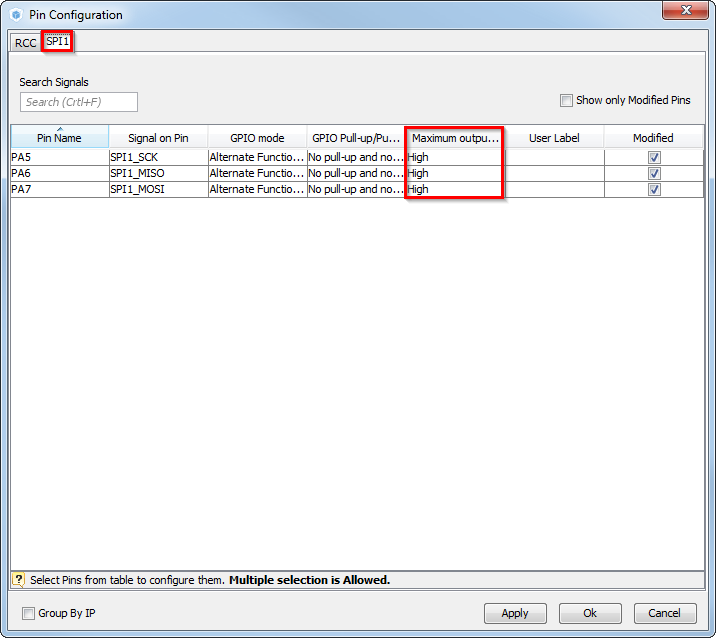 Pin Configuration
RCC SPI1
Search Signals
Search (Crtl+F)
Show only Modified Pins
Pin Name Signal on Pin GPIO mode GPIO Pull-up/Pu... Maximum outpu... User Label Modified
PA5 SPI1_SCK Alternate Functio... No pull-up and no... High
PA6 SPI1_MISO Alternate Functio... No pull-up and no... High
PA7 SPI1_MOSI Alternate Functio... No pull-up and no... High
? Select Pins from table to configure them. Multiple selection is Allowed.
Group By IP Apply Ok Cancel